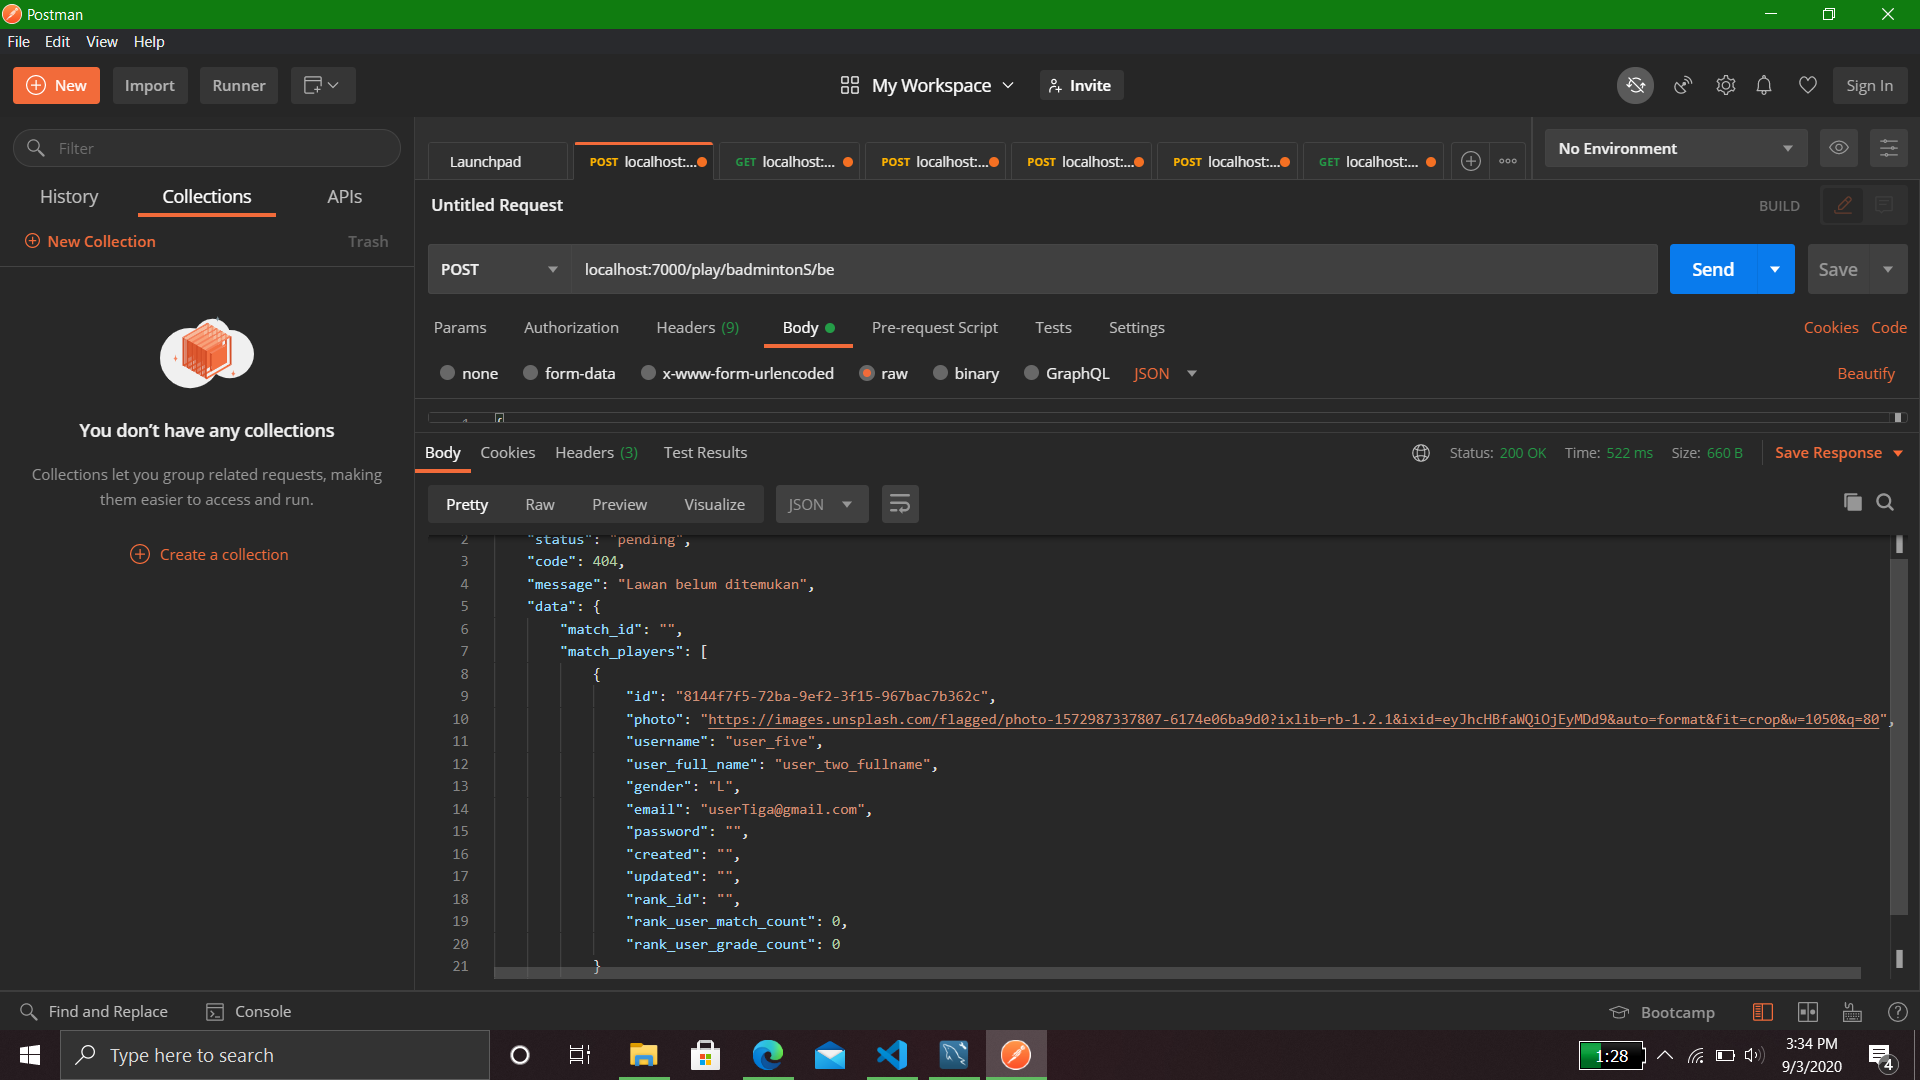 Postman
File Edit View Help
New Import Runner My Workspace Invite Sign In
Filter
History Collections APIs
New Collection Trash
You don’t have any collections
Collections let you group related requests, making
them easier to access and run.
Create a collection
Launchpad POST localhost:... GET localhost:... POST localhost:... POST localhost:... POST localhost:... GET localhost:...
No Environment
Untitled Request BUILD
POST localhost:7000/play/badmintonS/be Send Save
Params Authorization Headers (9) Body Pre-request Script Tests Settings Cookies Code
none form-data x-www-form-urlencoded raw binary GraphQL JSON Beautify
Body Cookies Headers (3) Test Results Status: 200 OK Time: 522 ms Size: 660 B Save Response
Pretty Raw Preview Visualize JSON
2 "status": "pending",
3 "code": 404,
4 "message": "Lawan belum ditemukan",
5 "data": {
6 "match_id": "",
7 "match_players": [
8 {
9 "id": "8144f7f5-72ba-9ef2-3f15-967bac7b362c",
10 "photo": "https://images.unsplash.com/flagged/photo-1572987337807-6174e06ba9d0?ixlib=rb-1.2.1&ixid=eyJhcHBfaWQiOjEyMDd9&auto=format&fit=crop&w=1050&q=80",
11 "username": "user_five",
12 "user_full_name": "user_two_fullname",
13 "gender": "L",
14 "email": "userTiga@gmail.com",
15 "password": "",
16 "created": "",
17 "updated": "",
18 "rank_id": "",
19 "rank_user_match_count": 0,
20 "rank_user_grade_count": 0
21 }
Find and Replace Console Bootcamp
Type here to search
1:28
3:34 PM
9/3/2020
4